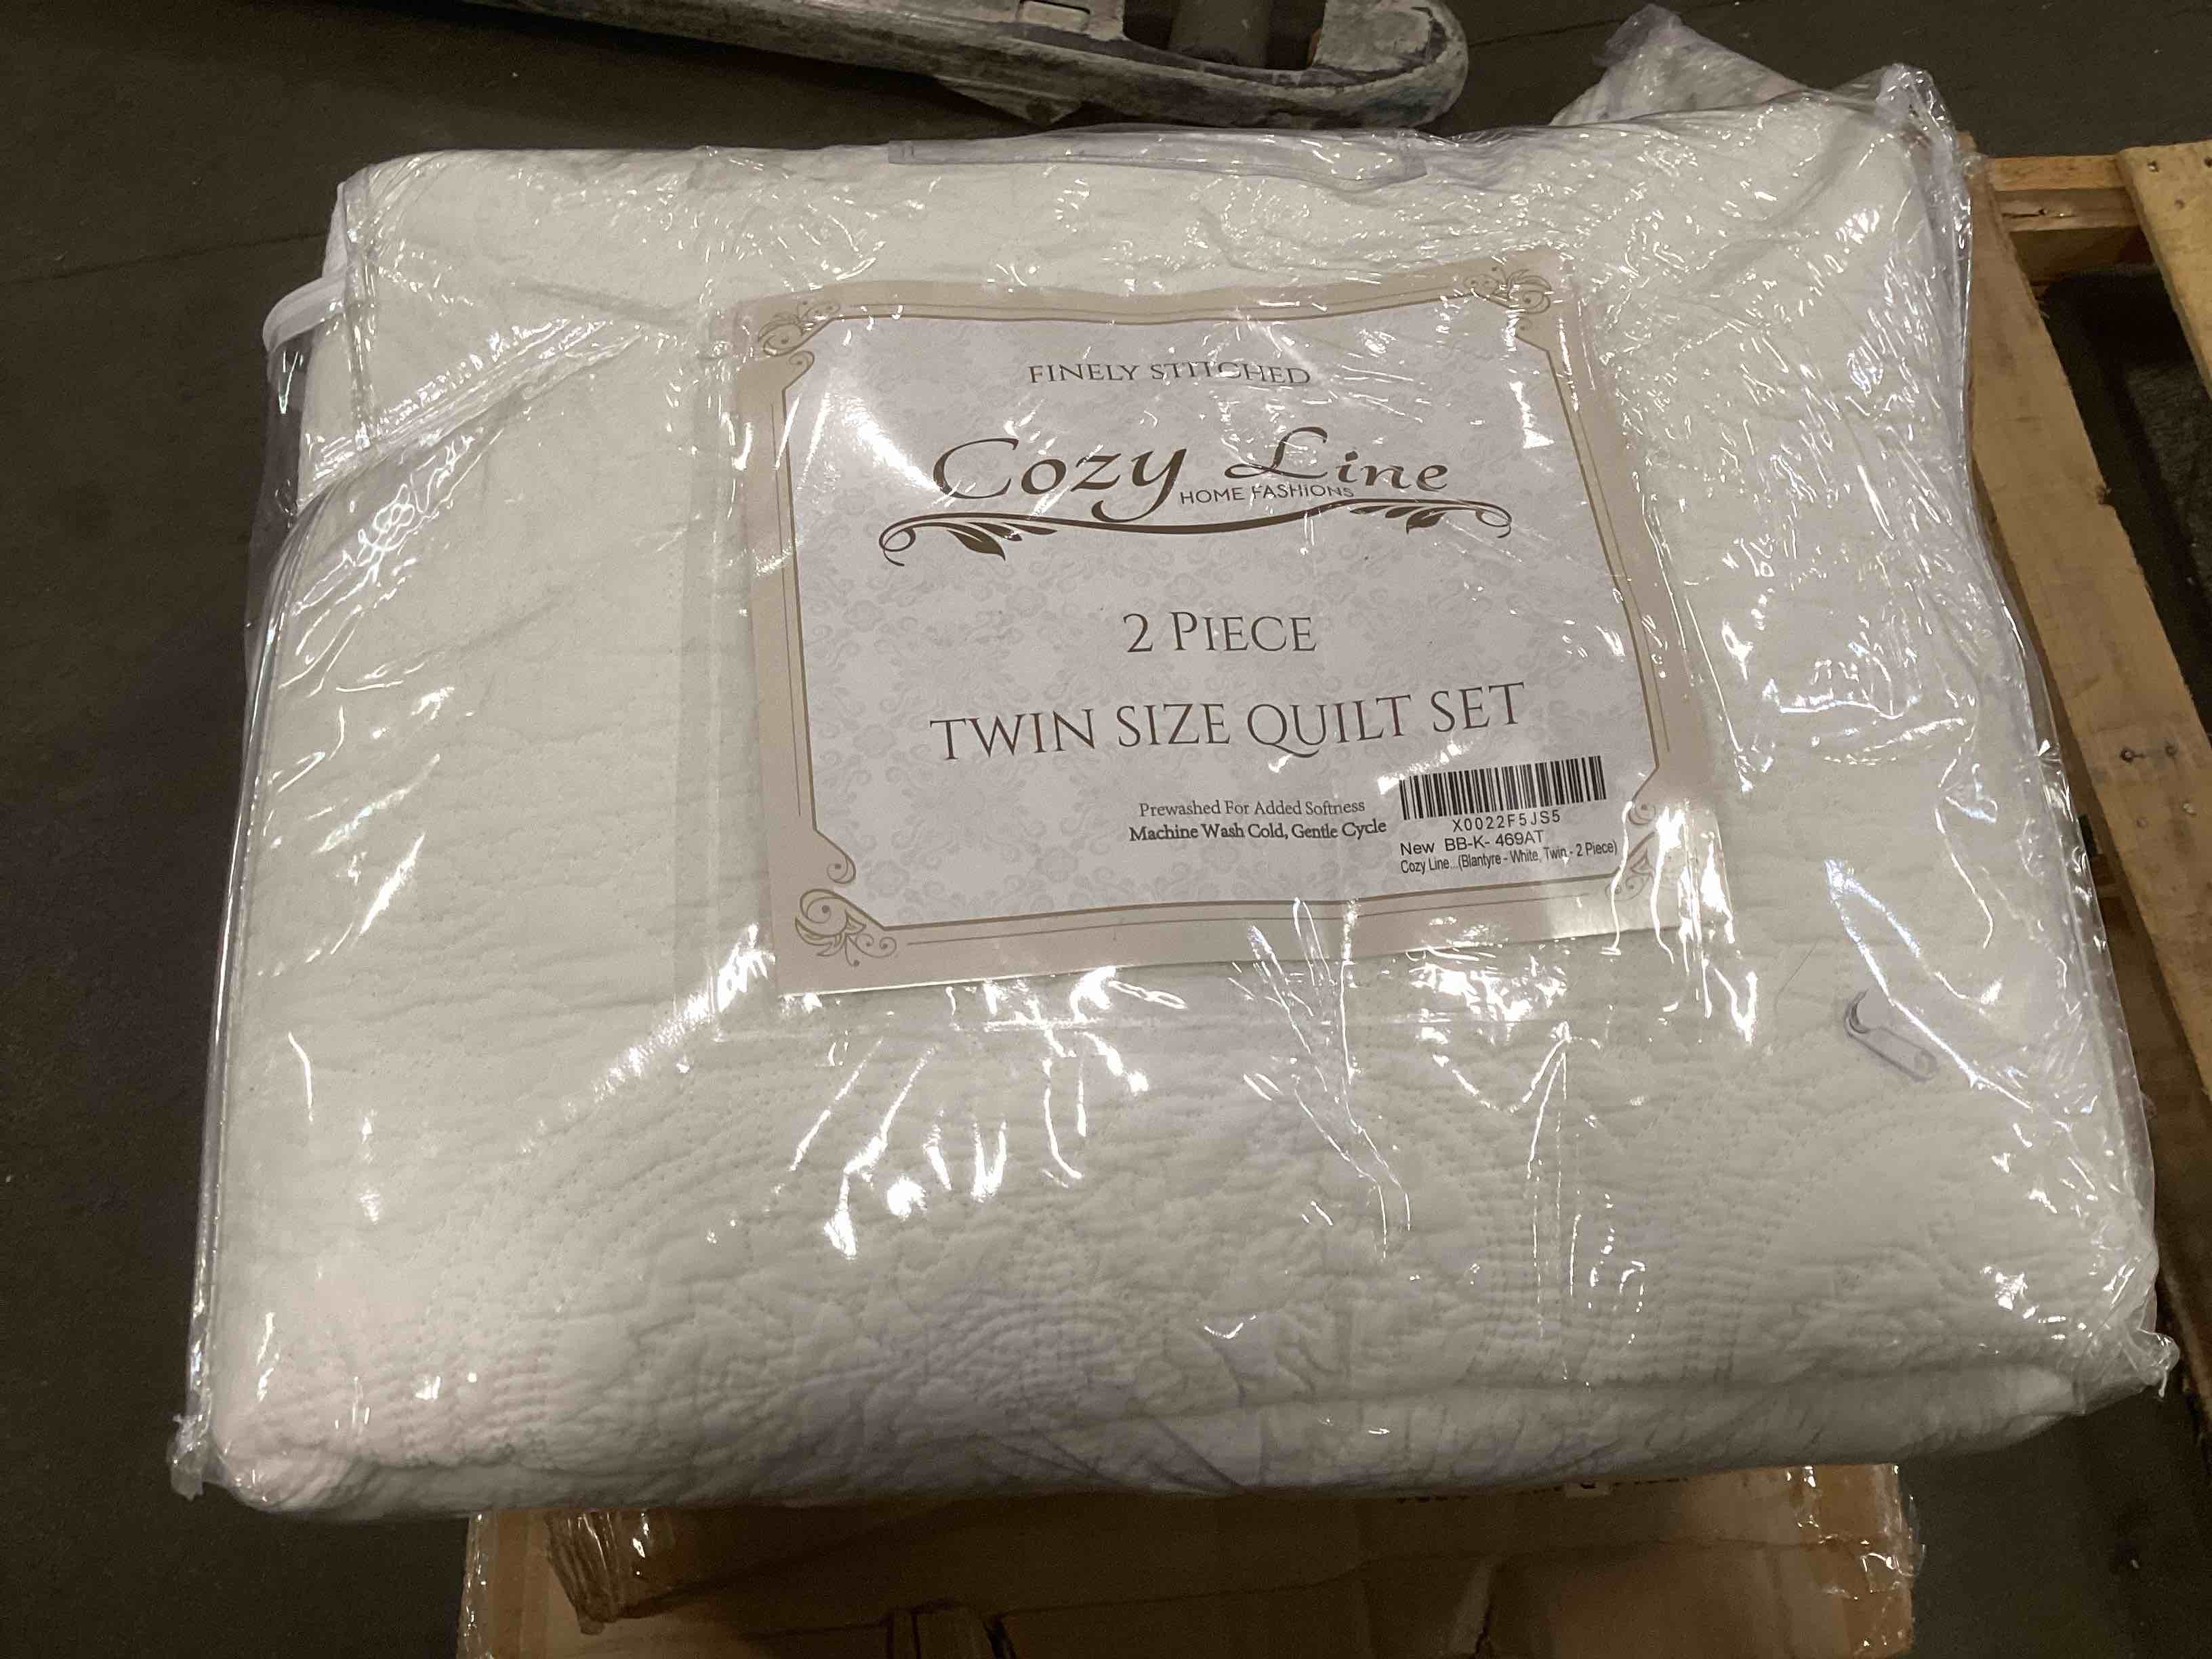 FINELY STITCHED
Cozy Line
HOME FASHIONS
2 PIECE
TWIN SIZE QUILT SET
Prewashed For Added Softness
Machine Wash Cold, Gentle Cycle
X0022F5JS5
New BB-K- 469AT
Cozy Line...(Blantyre - White, Twin - 2 Piece)